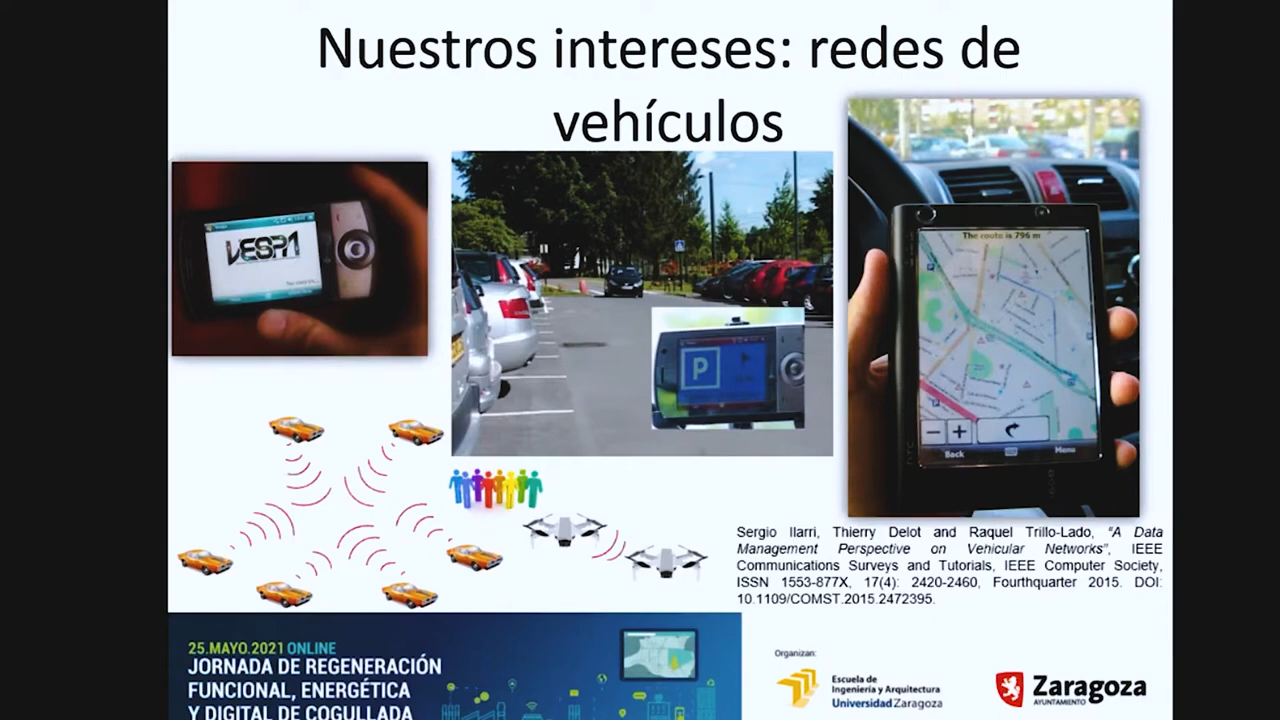 Nuestros intereses: redes de
vehículos
VESPA
P
The route is 796 m
Back
Menu
Sergio Ilarri, Thierry Delot and Raquel Trillo-Lado, "A Data
Management Perspective on Vehicular Networks", IEEE
Communications Surveys and Tutorials, IEEE Computer Society,
ISSN 1553-877X, 17(4): 2420-2460, Fourthquarter 2015. DOI:
10.1109/COMST.2015.2472395.
25.MAYO.2021 ONLINE
JORNADA DE REGENERACIÓN
FUNCIONAL, ENERGÉTICA
Y DIGITAL DE COGULLADA
Organizan:
Escuela de
Ingeniería y Arquitectura
Universidad Zaragoza
Zaragoza
AYUNTAMIENTO